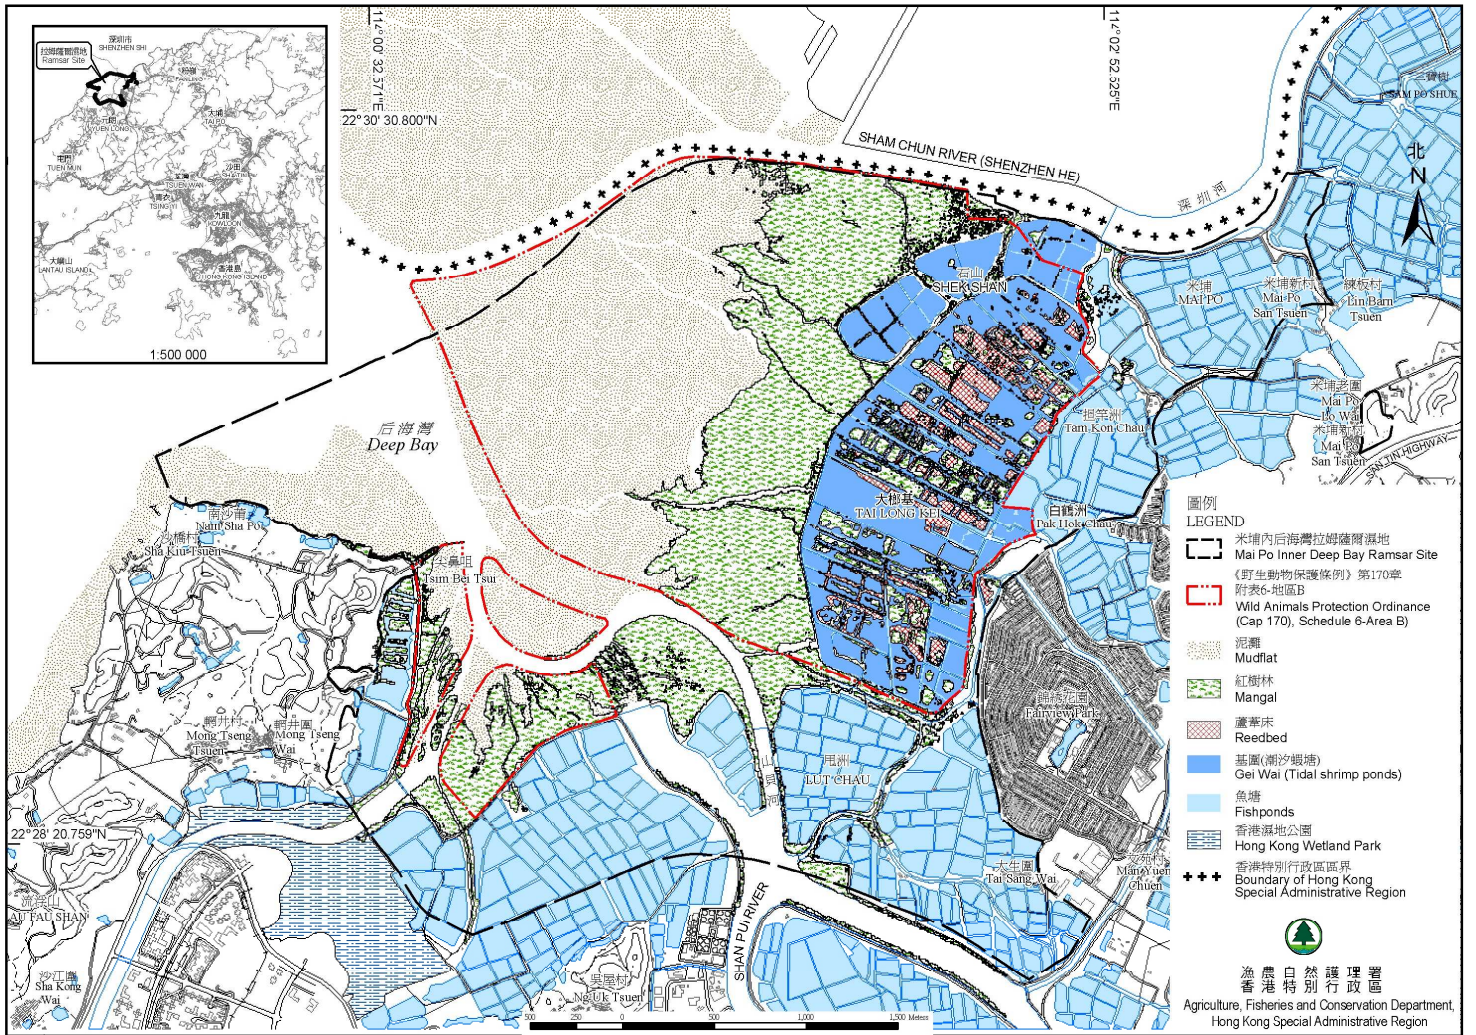 深圳市
SHENZHEN SHI
拉姆薩爾濕地
Ramsar Site
粉嶺
FANLING
元朗
(YUEN LONG)
大埔
TAI PO
屯門
TUEN MUN
沙田
SHA TIN
荃灣
TSUEN WAN
青衣
TSING YI
九龍
KOWLOON
大嶼山
LANTAU ISLAND
香港島
HONG KONG ISLAND
1:500 000
114° 00' 32.571"E
22° 30' 30.800"N
114° 02' 52.525"E
SHAM CHUN RIVER (SHENZHEN HE)
深圳河
三寶樹
SAM PO SHUE
北
N
石山
SHEK SHAN
米埔
MAI PO
米埔新村
Mai Po
San Tsuen
練板村
Lin Barn
Tsuen
米埔老圍
Mai Po
Lo Wai
米埔新村
Mai Po
San Tsuen
SAN TIN HIGHWAY
担竿洲
Tam Kon Chau
后海灣
Deep Bay
大榔基
TAI LONG KEI
白鶴洲
Pak Hok Chau
南沙莆
Nam Sha Po
沙橋村
Sha Kiu Tsuen
尖鼻咀
Tsim Bei Tsui
錦綉花園
Fairview Park
輞井村
Mong Tseng
Tsuen
輞井圍
Mong Tseng
Wai
甩洲
LUT CHAU
山貝河
22° 28' 20.759"N
大生圍
Tai Sang Wai
文苑村
Man Yuen
Chuen
流浮山
AU FAU SHAN
沙江圍
Sha Kong
Wai
吳屋村
Ng Uk Tsuen
SHAN PUI RIVER
500 250 0 500 1,000 1,500 Meters
圖例
LEGEND
米埔內后海灣拉姆薩爾濕地
Mai Po Inner Deep Bay Ramsar Site
《野生動物保護條例》第170章
附表6-地區B
Wild Animals Protection Ordinance
(Cap 170), Schedule 6-Area B)
泥灘
Mudflat
紅樹林
Mangal
蘆葦床
Reedbed
基圍(潮汐蝦塘)
Gei Wai (Tidal shrimp ponds)
魚塘
Fishponds
香港濕地公園
Hong Kong Wetland Park
香港特別行政區區界
Boundary of Hong Kong
Special Administrative Region
漁農自然護理署
香港特別行政區
Agriculture, Fisheries and Conservation Department,
Hong Kong Special Administrative Region